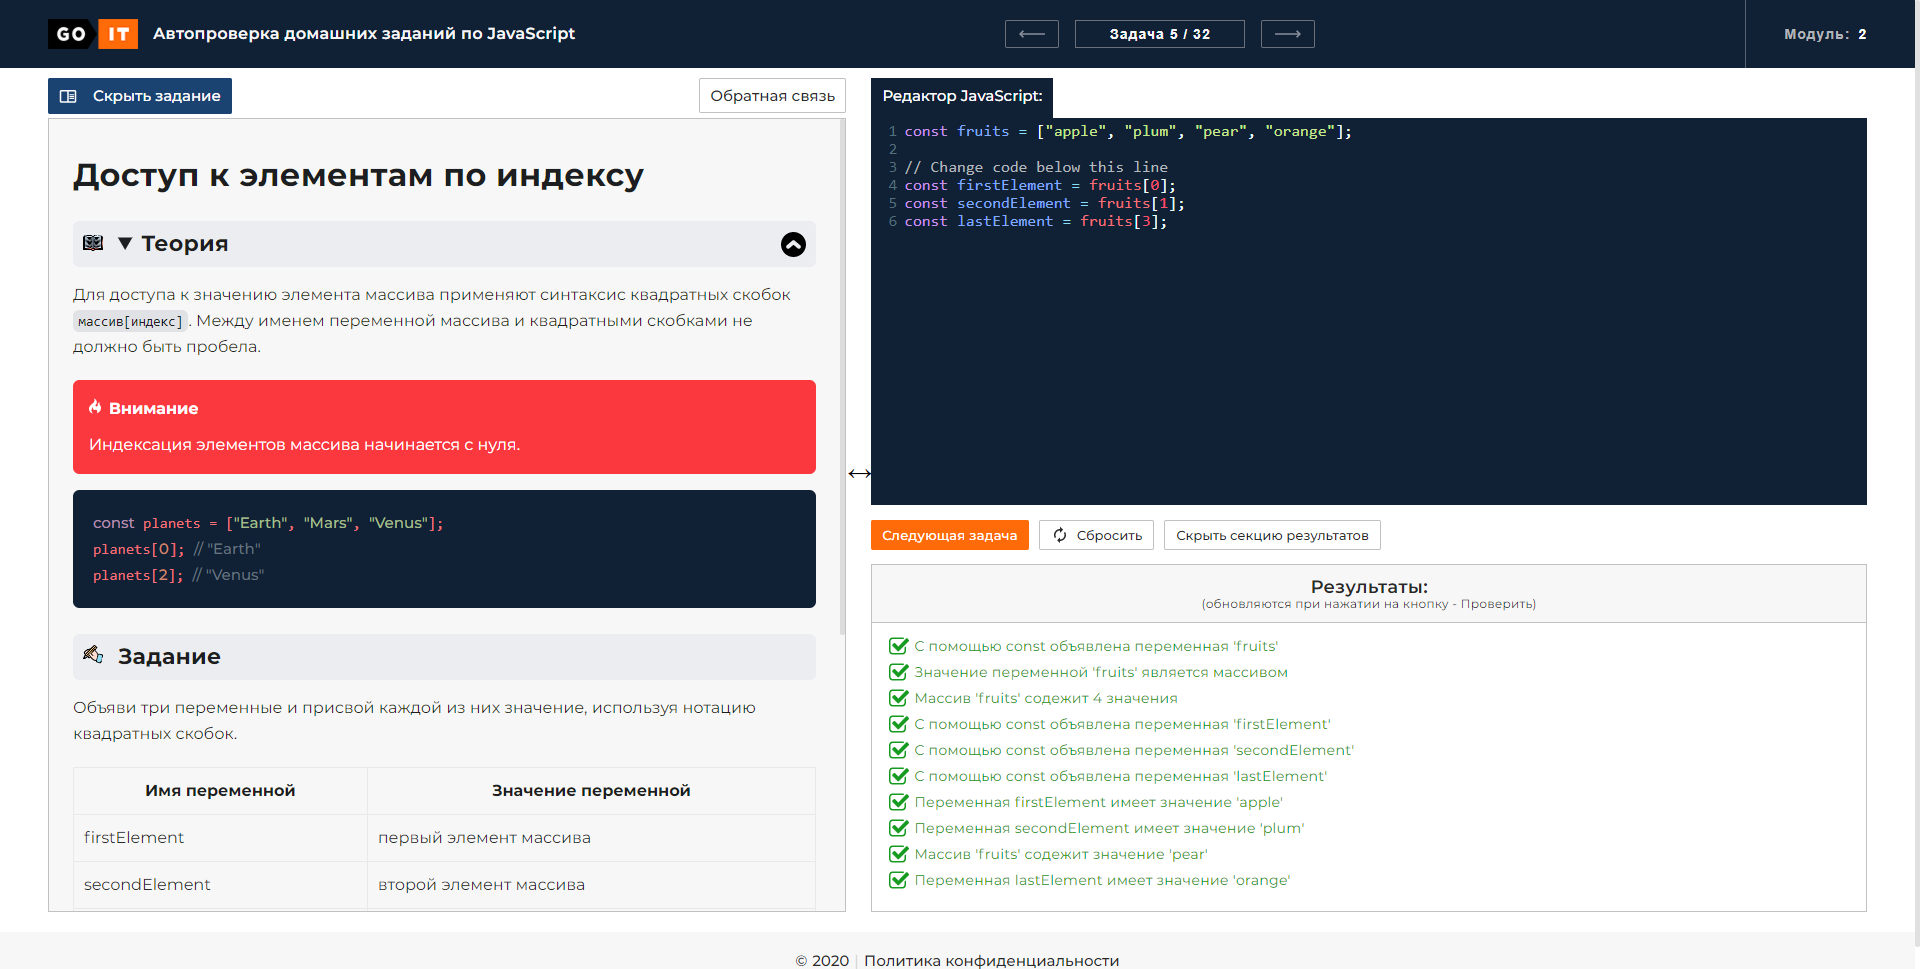 GO IT Автопроверка домашних заданий по JavaScript
Задача 5 / 32
Модуль: 2
Скрыть задание
Обратная связь
Доступ к элементам по индексу
Теория
Для доступа к значению элемента массива применяют синтаксис квадратных скобок
массив[индекс]. Между именем переменной массива и квадратными скобками не
должно быть пробела.
Внимание
Индексация элементов массива начинается с нуля.
const planets = ["Earth", "Mars", "Venus"];
planets[0]; // "Earth"
planets[2]; // "Venus"
Задание
Объяви три переменные и присвой каждой из них значение, используя нотацию
квадратных скобок.
Имя переменной Значение переменной
firstElement первый элемент массива
secondElement второй элемент массива
Редактор JavaScript:
1 const fruits = ["apple", "plum", "pear", "orange"];
2
3 // Change code below this line
4 const firstElement = fruits[0];
5 const secondElement = fruits[1];
6 const lastElement = fruits[3];
Следующая задача
Сбросить
Скрыть секцию результатов
Результаты:
(обновляются при нажатии на кнопку - Проверить)
С помощью const объявлена переменная 'fruits'
Значение переменной 'fruits' является массивом
Массив 'fruits' содежит 4 значения
С помощью const объявлена переменная 'firstElement'
С помощью const объявлена переменная 'secondElement'
С помощью const объявлена переменная 'lastElement'
Переменная firstElement имеет значение 'apple'
Переменная secondElement имеет значение 'plum'
Массив 'fruits' содежит значение 'pear'
Переменная lastElement имеет значение 'orange'
© 2020 | Политика конфиденциальности